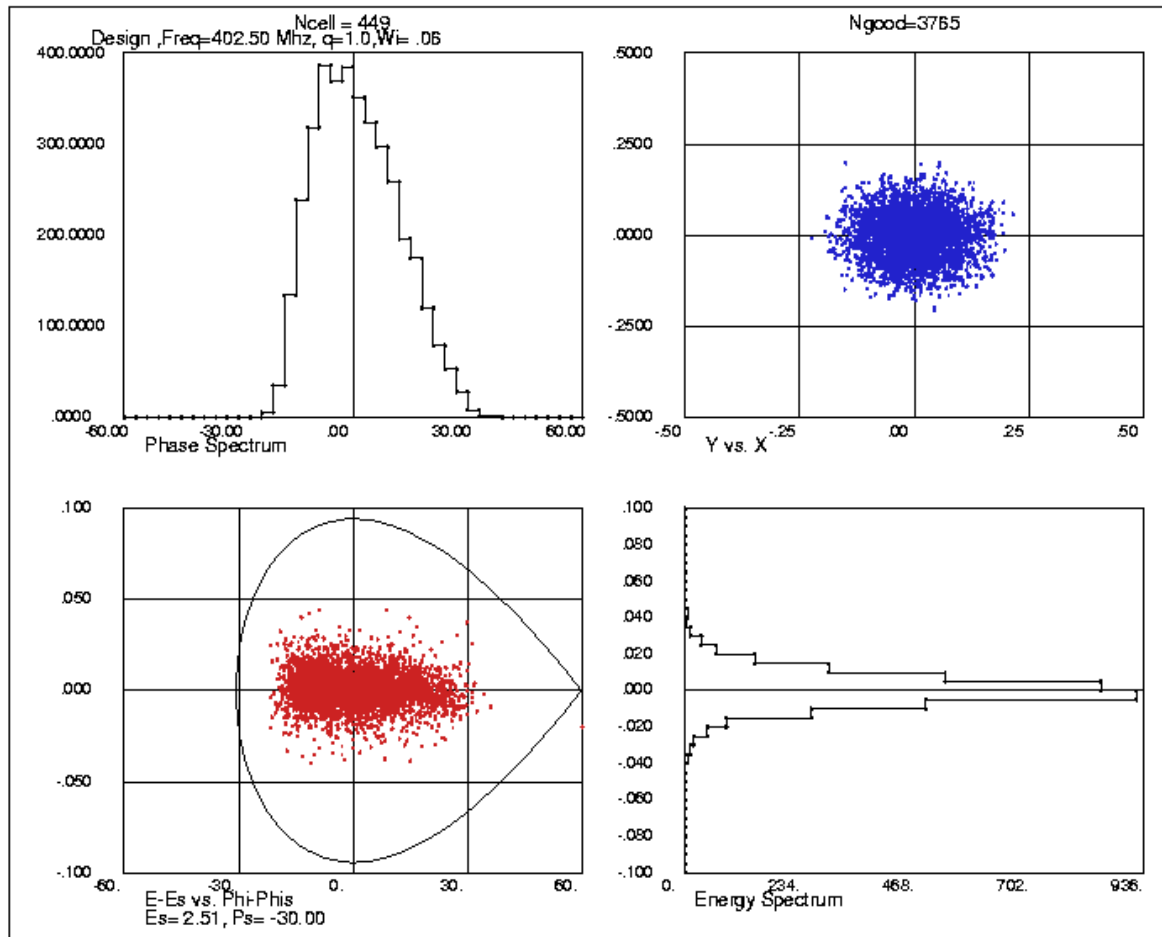 Ncell = 449
Design ,Freq=402.50 Mhz, q=1.0,Wi= .06
400.0000
300.0000
200.0000
100.0000
.0000
-60.00 -30.00 .00 30.00 60.00
Phase Spectrum
Ngood=3765
.5000
.2500
.0000
-.2500
-.5000
-.50 -.25 .00 .25 .50
Y vs. X
.100
.050
.000
-.050
-.100
-60. -30. 0. 30. 60.
E-Es vs. Phi-Phis
Es= 2.51, Ps= -30.00
.100
.080
.060
.040
.020
.000
-.020
-.040
-.060
-.080
-.100
0. 234. 468. 702. 936.
Energy Spectrum